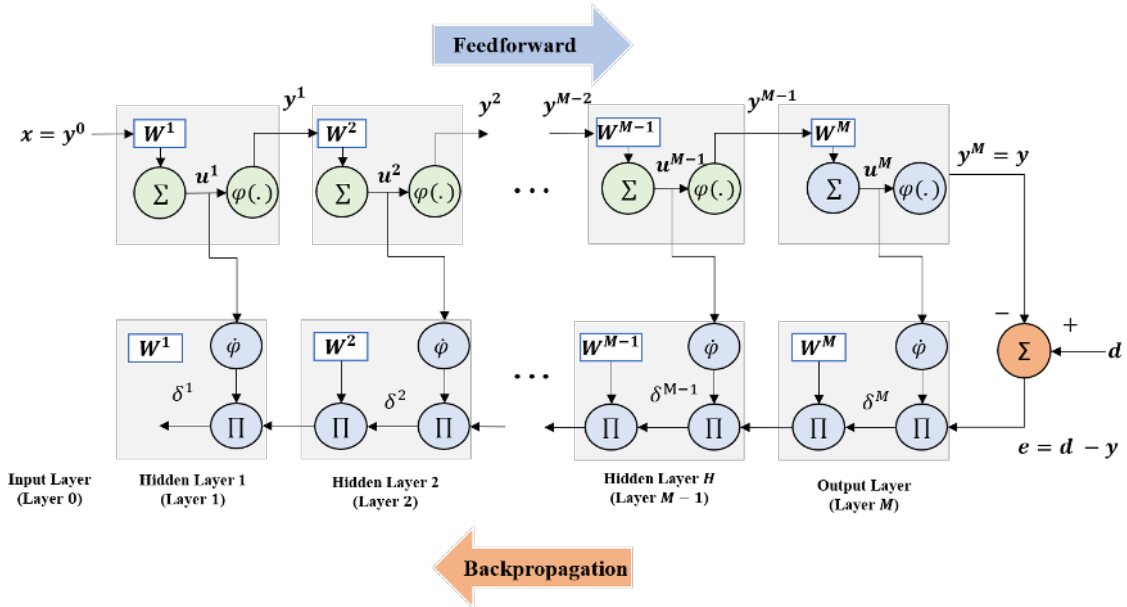 Feedforward
y¹ y² y^{M-2} y^{M-1}
x = y⁰ W¹ W² W^{M-1} W^M
y^M = y
u¹ u² u^{M-1} u^M
Σ φ(.) Σ φ(.) ... Σ φ(.) Σ φ(.)
− +
W¹ φ̇ W² φ̇ W^{M-1} φ̇ W^M φ̇ Σ d
...
δ¹ δ² δ^{M-1} δ^M
∏ ∏ ∏ ∏ ∏ ∏ ∏
e = d − y
Input Layer Hidden Layer 1 Hidden Layer 2 Hidden Layer H Output Layer
(Layer 0) (Layer 1) (Layer 2) (Layer M − 1) (Layer M)
Backpropagation